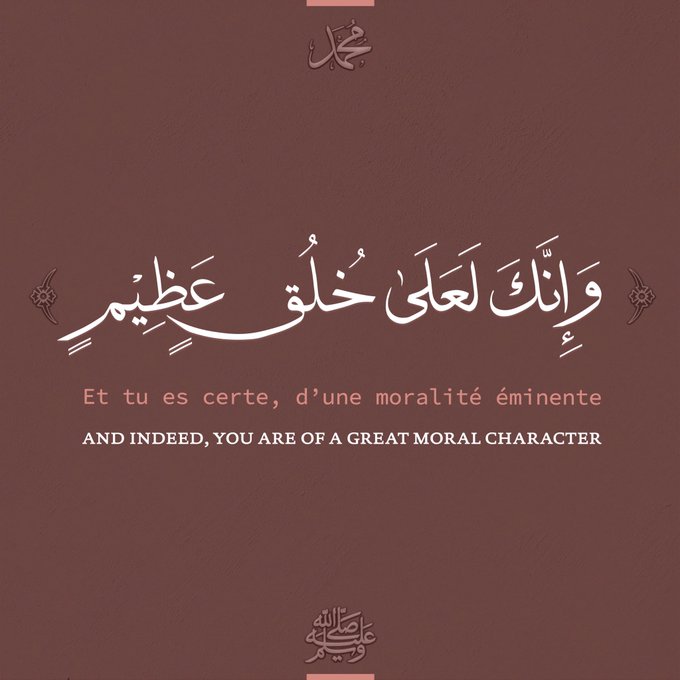 محمد
وَإِنَّكَ لَعَلَىٰ خُلُقٍ عَظِيْمٍ
Et tu es certe, d’une moralité éminente
AND INDEED, YOU ARE OF A GREAT MORAL CHARACTER
صلى الله عليه وسلم